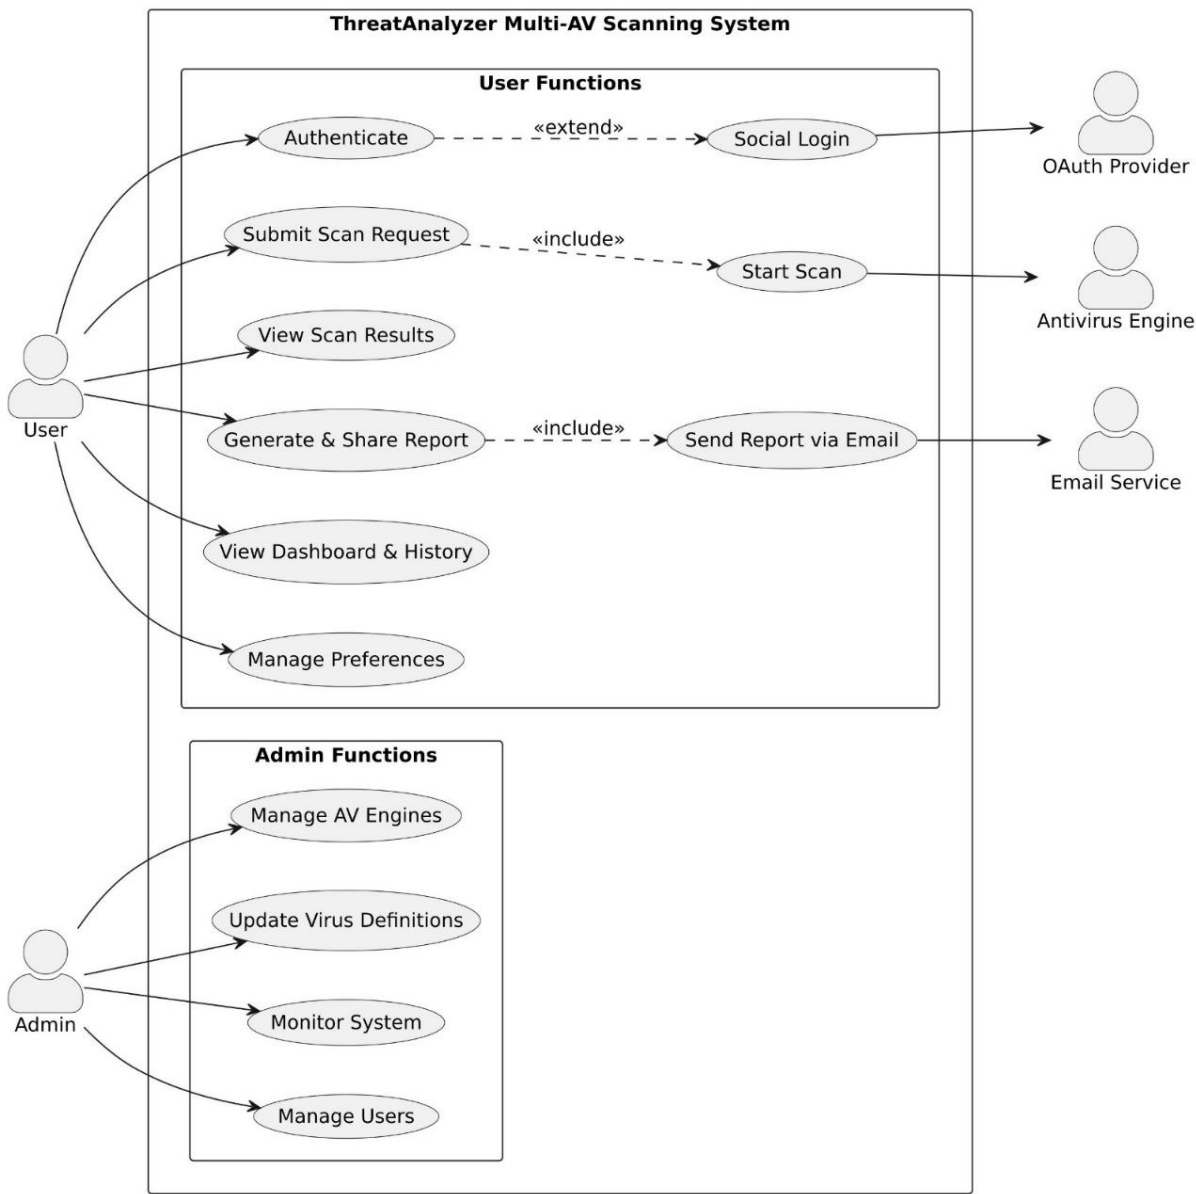 ThreatAnalyzer Multi-AV Scanning System
User Functions
Authenticate
«extend»
Social Login
OAuth Provider
Submit Scan Request
«include»
Start Scan
Antivirus Engine
View Scan Results
User
Generate & Share Report
«include»
Send Report via Email
Email Service
View Dashboard & History
Manage Preferences
Admin Functions
Manage AV Engines
Update Virus Definitions
Admin
Monitor System
Manage Users